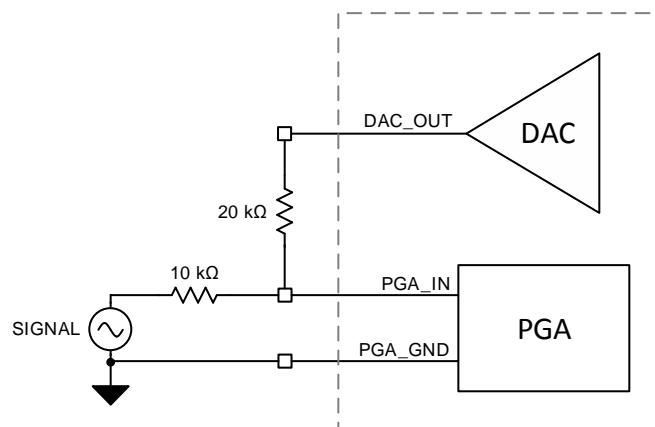 DAC_OUT
DAC
20 kΩ
10 kΩ
PGA_IN
SIGNAL
PGA
PGA_GND